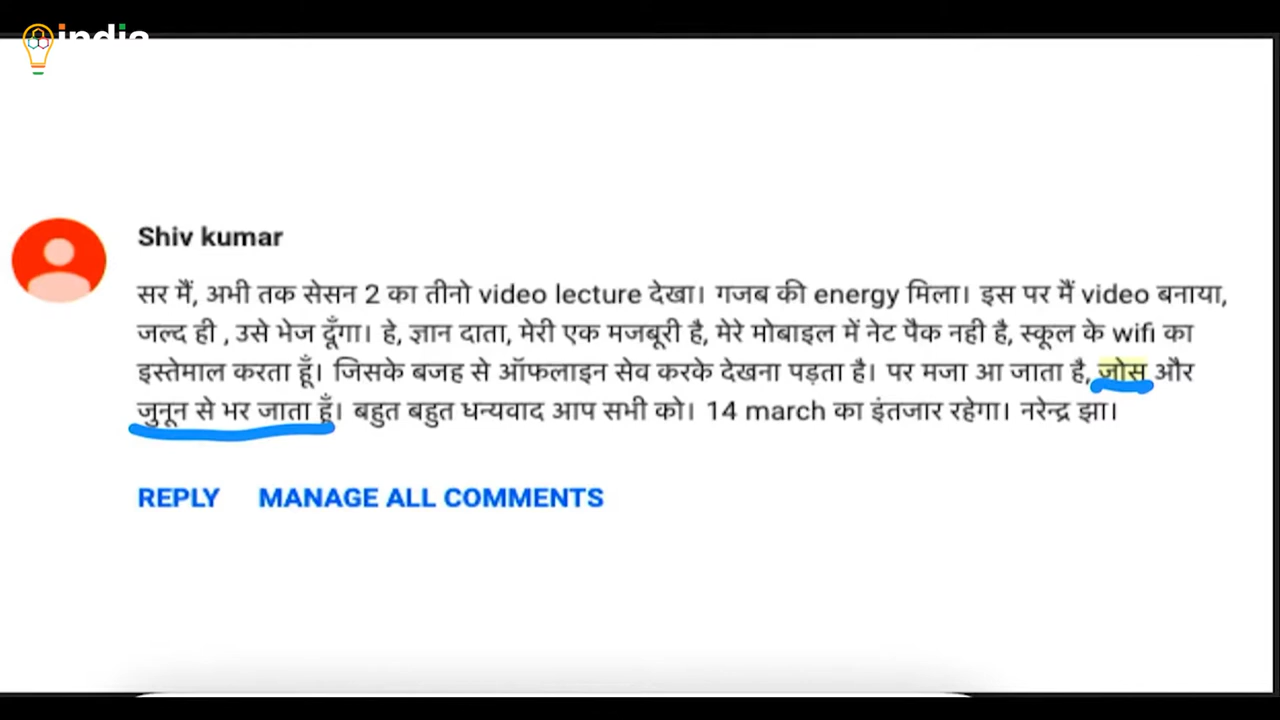 india
Shiv kumar
सर मैं, अभी तक सेसन 2 का तीनो video lecture देखा। गजब की energy मिला। इस पर मैं video बनाया,
जल्द ही , उसे भेज दूँगा। हे, ज्ञान दाता, मेरी एक मजबूरी है, मेरे मोबाइल में नेट पैक नही है, स्कूल के wifi का
इस्तेमाल करता हूँ। जिसके बजह से ऑफलाइन सेव करके देखना पड़ता है। पर मजा आ जाता है, जोस और
जुनून से भर जाता हूँ। बहुत बहुत धन्यवाद आप सभी को। 14 march का इंतजार रहेगा। नरेन्द्र झा।
REPLY MANAGE ALL COMMENTS